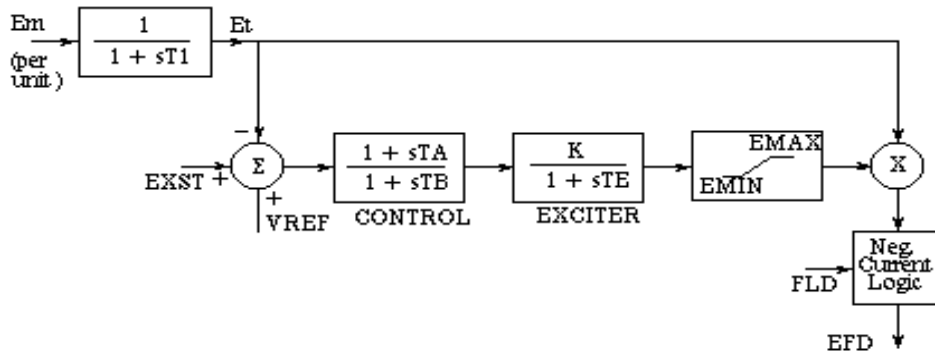 Em
(per
unit)
1
1 + sT1
Et
−
EXST +
Σ
+
VREF
1 + sTA
1 + sTB
CONTROL
K
1 + sTE
EXCITER
EMAX
EMIN
X
Neg.
Current
Logic
FLD
EFD